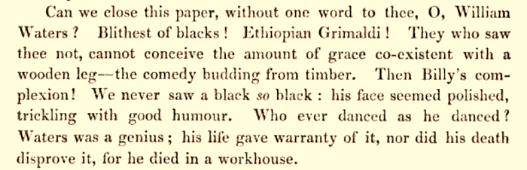 Can we close this paper, without one word to thee, O, William
Waters? Blithest of blacks! Ethiopian Grimaldi! They who saw
thee not, cannot conceive the amount of grace co-existent with a
wooden leg—the comedy budding from timber. Then Billy's com-
plexion! We never saw a black so black: his face seemed polished,
trickling with good humour. Who ever danced as he danced?
Waters was a genius; his life gave warranty of it, nor did his death
disprove it, for he died in a workhouse.